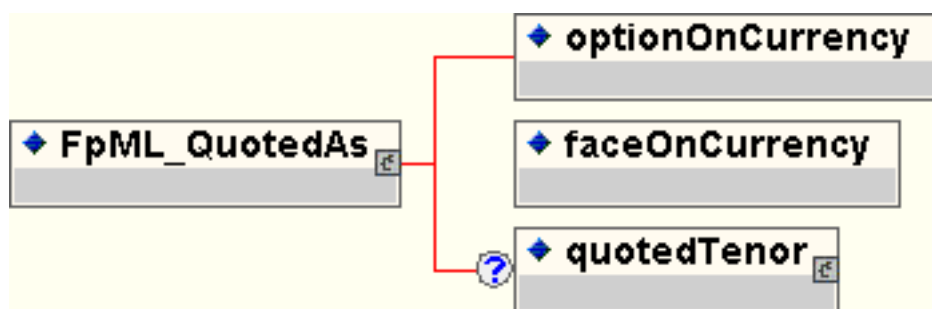 optionOnCurrency
FpML_QuotedAs
faceOnCurrency
?
quotedTenor